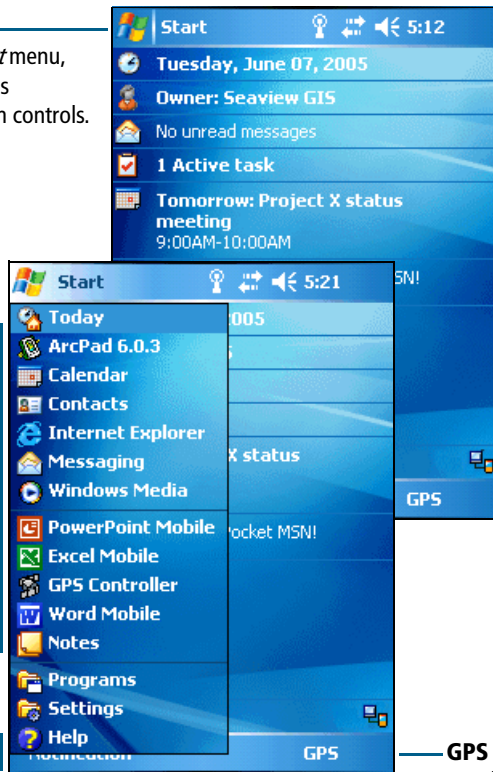 Start 5:12
t menu,
s
n controls.
Tuesday, June 07, 2005
Owner: Seaview GIS
No unread messages
1 Active task
Tomorrow: Project X status
meeting
9:00AM-10:00AM
SN!
GPS
Start 5:21
Today
005
ArcPad 6.0.3
Calendar
Contacts
Internet Explorer
Messaging
X status
Windows Media
PowerPoint Mobile
ocket MSN!
Excel Mobile
GPS Controller
Word Mobile
Notes
Programs
Settings
Help
Notification
GPS
GPS